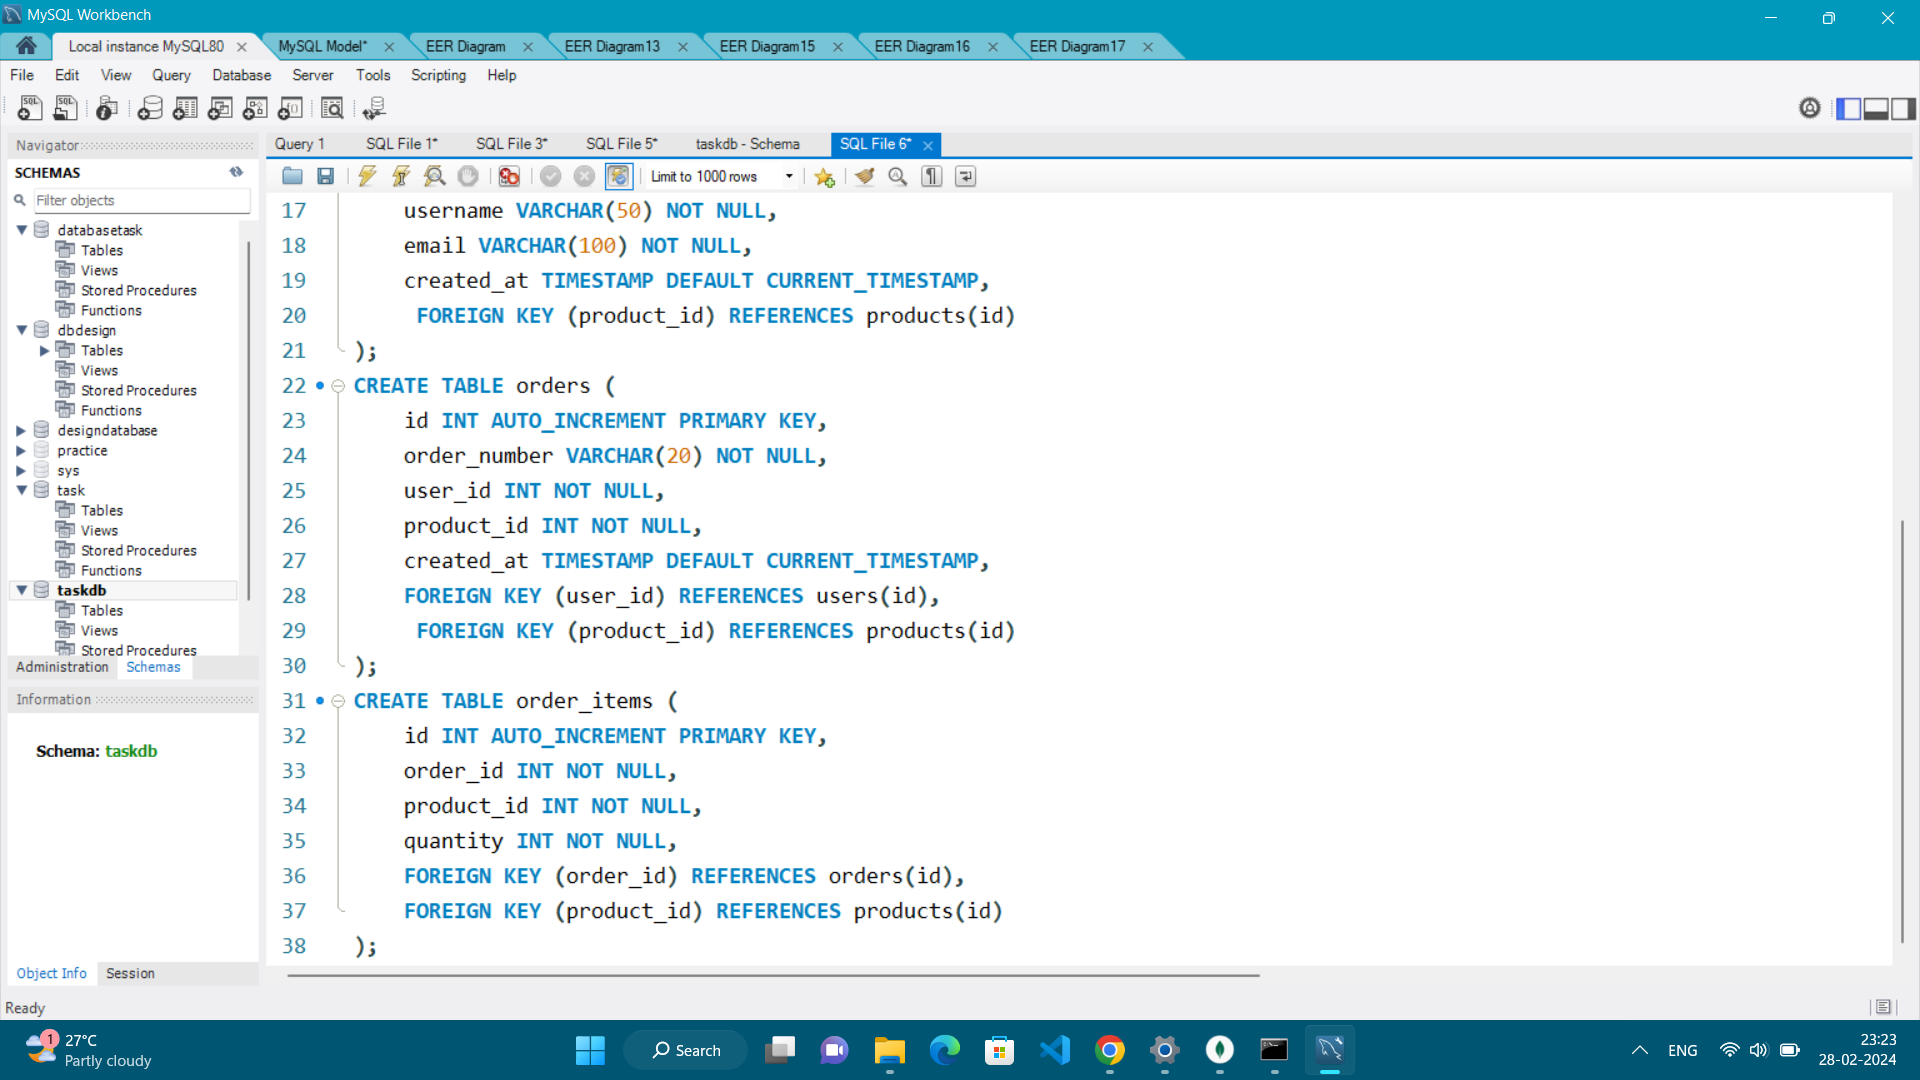 MySQL Workbench
Local instance MySQL80
MySQL Model*
EER Diagram
EER Diagram13
EER Diagram15
EER Diagram16
EER Diagram17
File Edit View Query Database Server Tools Scripting Help
Navigator
SCHEMAS
Filter objects
databasetask
Tables
Views
Stored Procedures
Functions
dbdesign
Tables
Views
Stored Procedures
Functions
designdatabase
practice
sys
task
Tables
Views
Stored Procedures
Functions
taskdb
Tables
Views
Stored Procedures
Administration Schemas
Information
Schema: taskdb
Object Info Session
Query 1
SQL File 1*
SQL File 3*
SQL File 5*
taskdb - Schema
SQL File 6*
Limit to 1000 rows
17 username VARCHAR(50) NOT NULL,
18 email VARCHAR(100) NOT NULL,
19 created_at TIMESTAMP DEFAULT CURRENT_TIMESTAMP,
20 FOREIGN KEY (product_id) REFERENCES products(id)
21 );
22 CREATE TABLE orders (
23 id INT AUTO_INCREMENT PRIMARY KEY,
24 order_number VARCHAR(20) NOT NULL,
25 user_id INT NOT NULL,
26 product_id INT NOT NULL,
27 created_at TIMESTAMP DEFAULT CURRENT_TIMESTAMP,
28 FOREIGN KEY (user_id) REFERENCES users(id),
29 FOREIGN KEY (product_id) REFERENCES products(id)
30 );
31 CREATE TABLE order_items (
32 id INT AUTO_INCREMENT PRIMARY KEY,
33 order_id INT NOT NULL,
34 product_id INT NOT NULL,
35 quantity INT NOT NULL,
36 FOREIGN KEY (order_id) REFERENCES orders(id),
37 FOREIGN KEY (product_id) REFERENCES products(id)
38 );
Ready
1
27°C
Partly cloudy
Search
ENG
23:23
28-02-2024